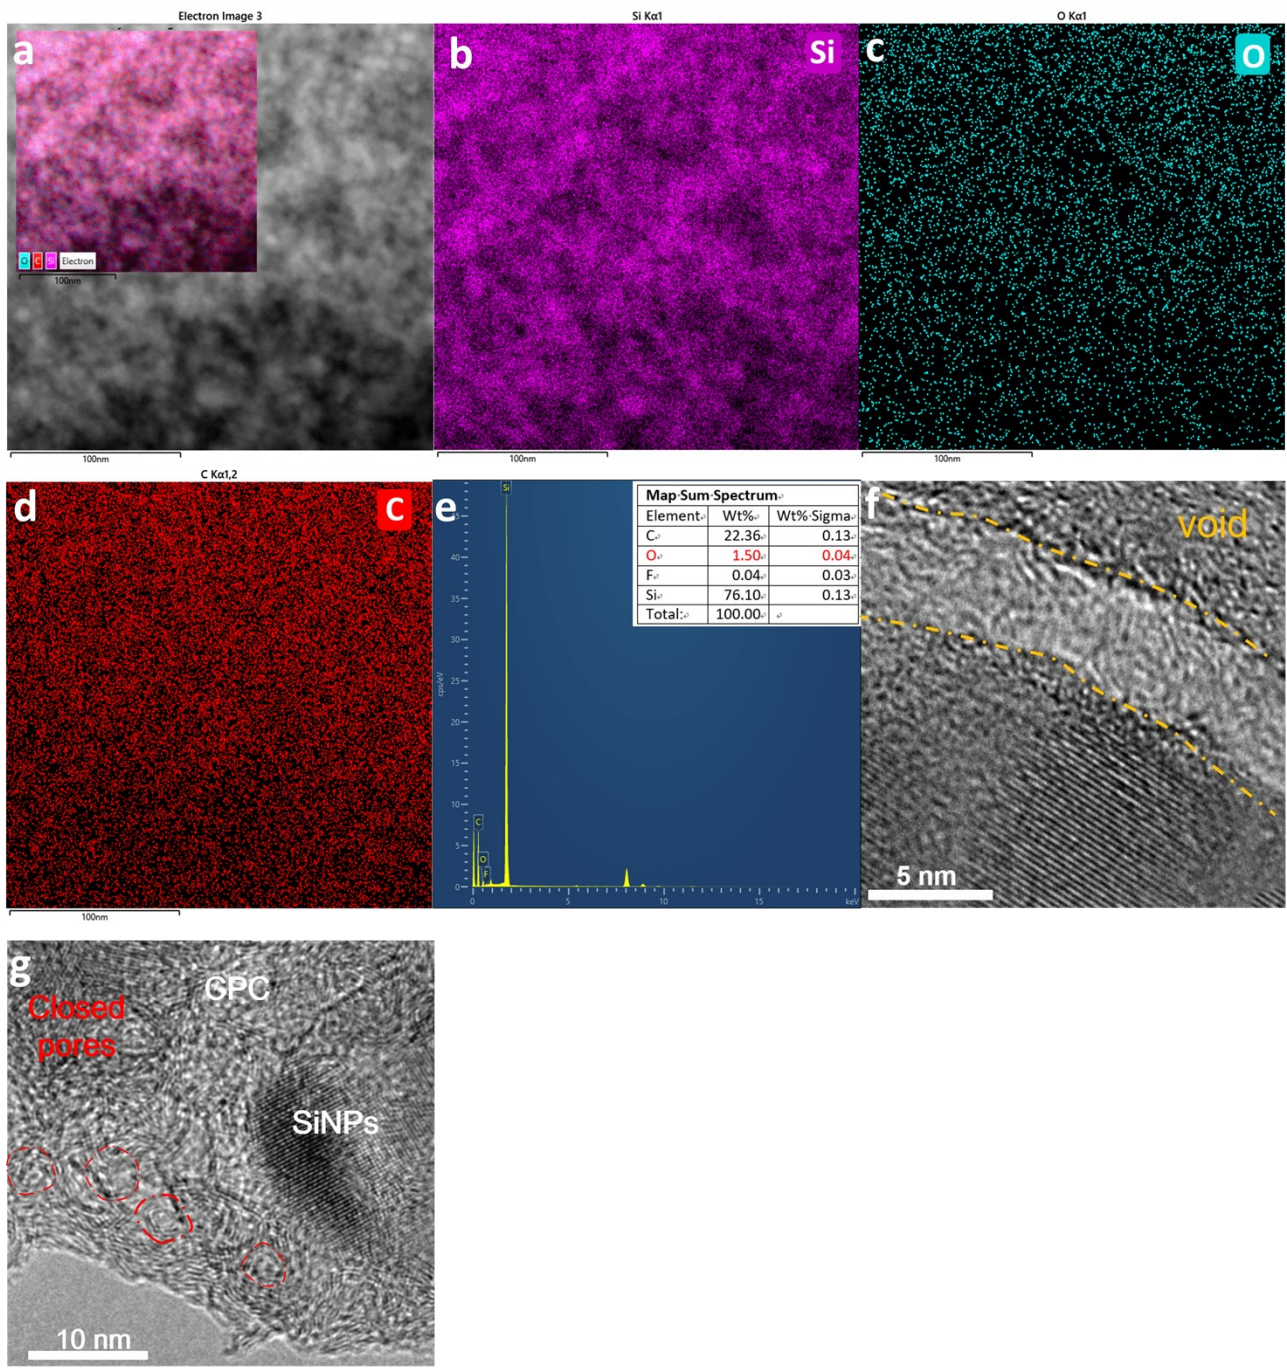 Electron Image 3
Si Kα1
O Kα1
a
b
Si
c
O
O C Si Electron
100nm
100nm
100nm
100nm
C Kα1,2
d
C
e
Si
Map Sum Spectrum
Element Wt% Wt% Sigma
C 22.36 0.13
O 1.50 0.04
F 0.04 0.03
Si 76.10 0.13
Total: 100.00
40
35
30
25
20
15
10
5
0
cps/eV
C
O
F
0 5 10 15 keV
100nm
f
void
5 nm
g
GPC
Closed
pores
SiNPs
10 nm